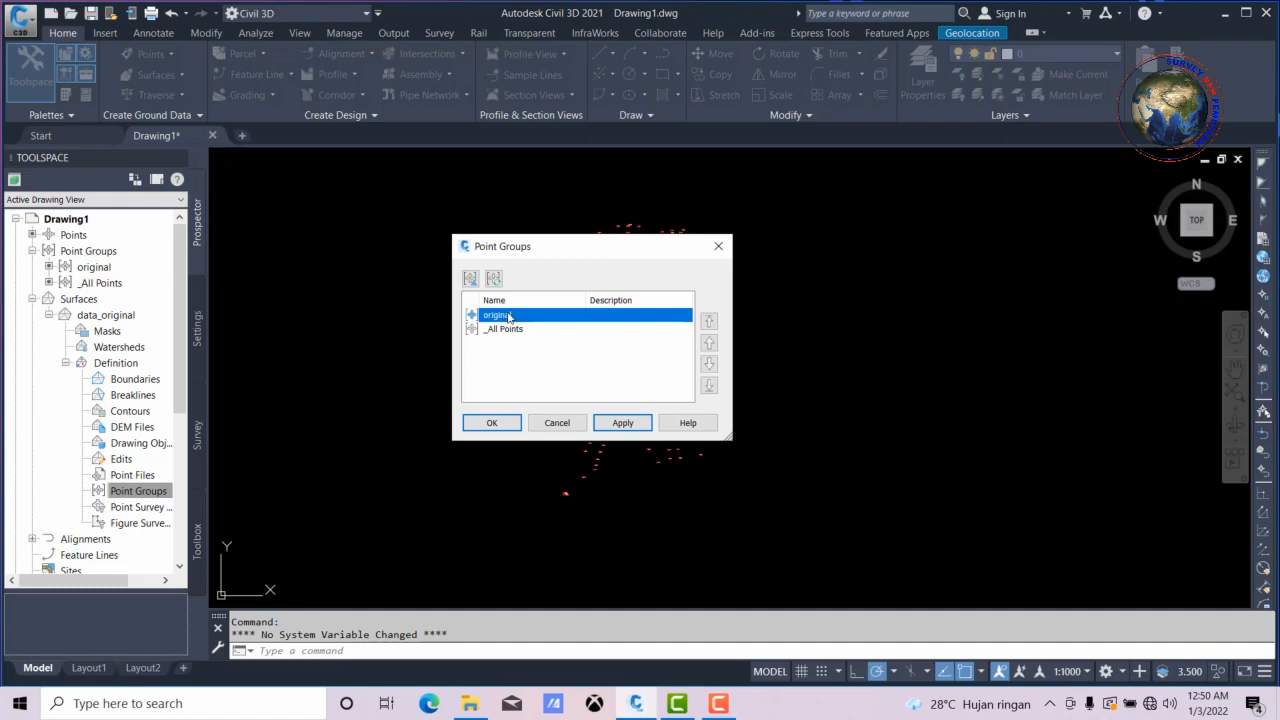 C3D
Civil 3D
Autodesk Civil 3D 2021 Drawing1.dwg
Type a keyword or phrase
Sign In
Home Insert Annotate Modify Analyze View Manage Output Survey Rail Transparent InfraWorks Collaborate Help Add-ins Express Tools Featured Apps Geolocation
Toolspace
Points
Surfaces
Traverse
Parcel
Feature Line
Grading
Alignment
Profile
Corridor
Intersections
Assembly
Pipe Network
Profile View
Sample Lines
Section Views
Move
Copy
Stretch
Rotate
Mirror
Scale
Trim
Fillet
Array
Layer
Properties
0
Make Current
Match Layer
Palettes
Create Ground Data
Create Design
Profile & Section Views
Draw
Modify
Layers
Start
Drawing1*
TOOLSPACE
Active Drawing View
Drawing1
Points
Point Groups
original
_All Points
Surfaces
data_original
Masks
Watersheds
Definition
Boundaries
Breaklines
Contours
DEM Files
Drawing Obj...
Edits
Point Files
Point Groups
Point Survey ...
Figure Surve...
Alignments
Feature Lines
Sites
Prospector
Settings
Survey
Toolbox
Point Groups
Name Description
original
_All Points
OK Cancel Apply Help
N
W TOP E
S
WCS
Y
X
Command:
**** No System Variable Changed ****
Type a command
Model Layout1 Layout2
MODEL
1:1000
3.500
Type here to search
28°C Hujan ringan
12:50 AM
1/3/2022
4